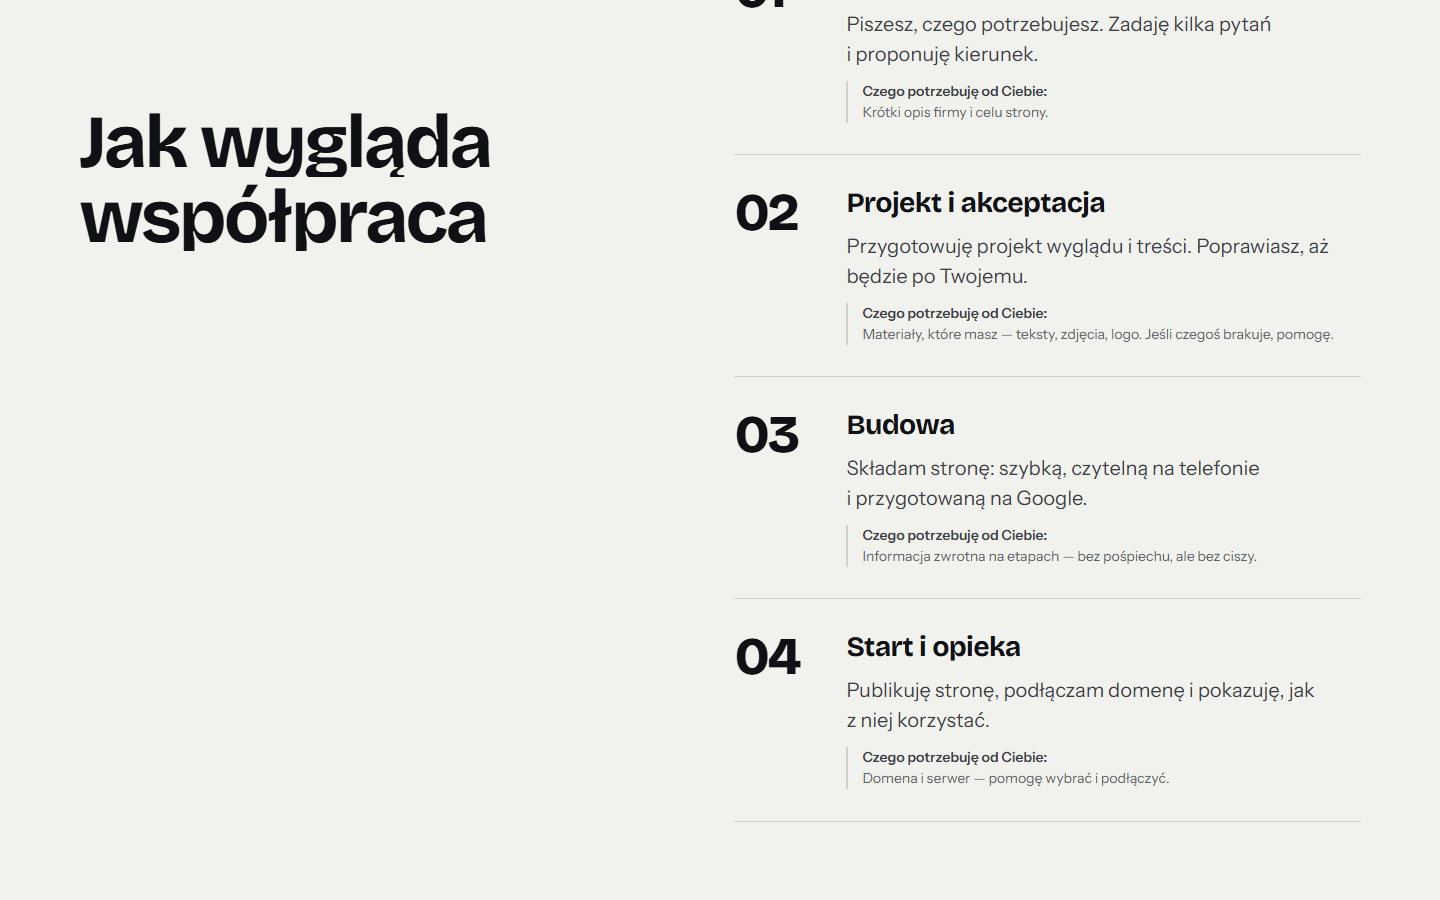 Jak wygląda
współpraca
Piszesz, czego potrzebujesz. Zadaję kilka pytań
i proponuję kierunek.
Czego potrzebuję od Ciebie:
Krótki opis firmy i celu strony.
02
Projekt i akceptacja
Przygotowuję projekt wyglądu i treści. Poprawiasz, aż
będzie po Twojemu.
Czego potrzebuję od Ciebie:
Materiały, które masz — teksty, zdjęcia, logo. Jeśli czegoś brakuje, pomogę.
03
Budowa
Składam stronę: szybką, czytelną na telefonie
i przygotowaną na Google.
Czego potrzebuję od Ciebie:
Informacja zwrotna na etapach — bez pośpiechu, ale bez ciszy.
04
Start i opieka
Publikuję stronę, podłączam domenę i pokazuję, jak
z niej korzystać.
Czego potrzebuję od Ciebie:
Domena i serwer — pomogę wybrać i podłączyć.